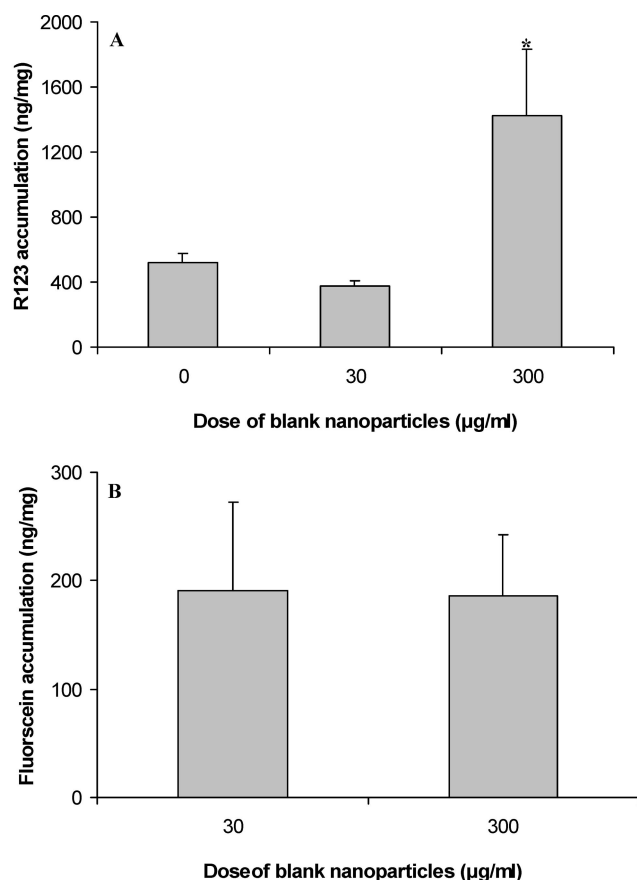 A
R123 accumulation (ng/mg)
2000
1600
1200
800
400
0
*
0 30 300
Dose of blank nanoparticles (µg/ml)
B
Fluorscein accumulation (ng/mg)
300
200
100
0
30 300
Doseof blank nanoparticles (µg/ml)